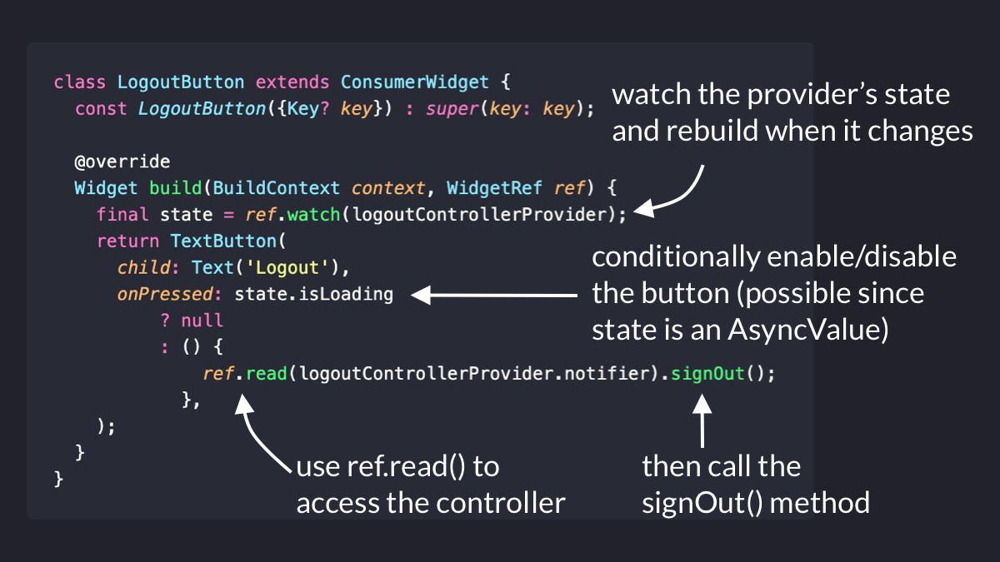 class LogoutButton extends ConsumerWidget {
const LogoutButton({Key? key}) : super(key: key);
@override
Widget build(BuildContext context, WidgetRef ref) {
final state = ref.watch(logoutControllerProvider);
return TextButton(
child: Text('Logout'),
onPressed: state.isLoading
? null
: () {
ref.read(logoutControllerProvider.notifier).signOut();
},
);
}
}
watch the provider’s state
and rebuild when it changes
conditionally enable/disable
the button (possible since
state is an AsyncValue)
use ref.read() to
access the controller
then call the
signOut() method